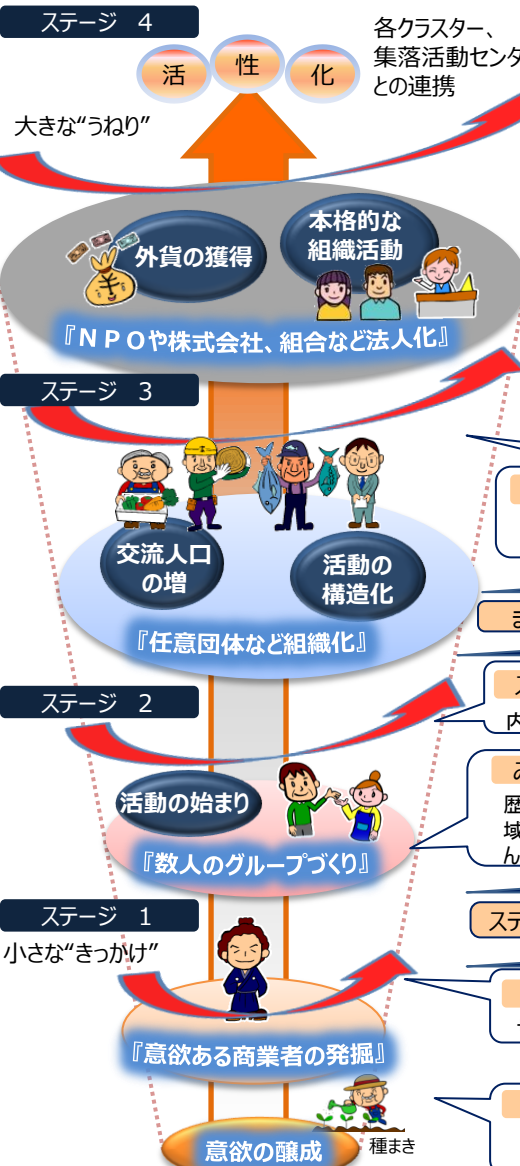 ステージ 4
活 性 化
各クラスター、
集落活動センタ
との連携
大きな“うねり”
外貨の獲得
本格的な
組織活動
『ＮＰＯや株式会社、組合など法人化』
ステージ 3
交流人口
の増
活動の
構造化
『任意団体など組織化』
ステージ 2
内
活動の始まり
歴
域
ん
『数人のグループづくり』
ステージ 1
ステ
小さな“きっかけ”
『意欲ある商業者の発掘』
意欲の醸成
種まき